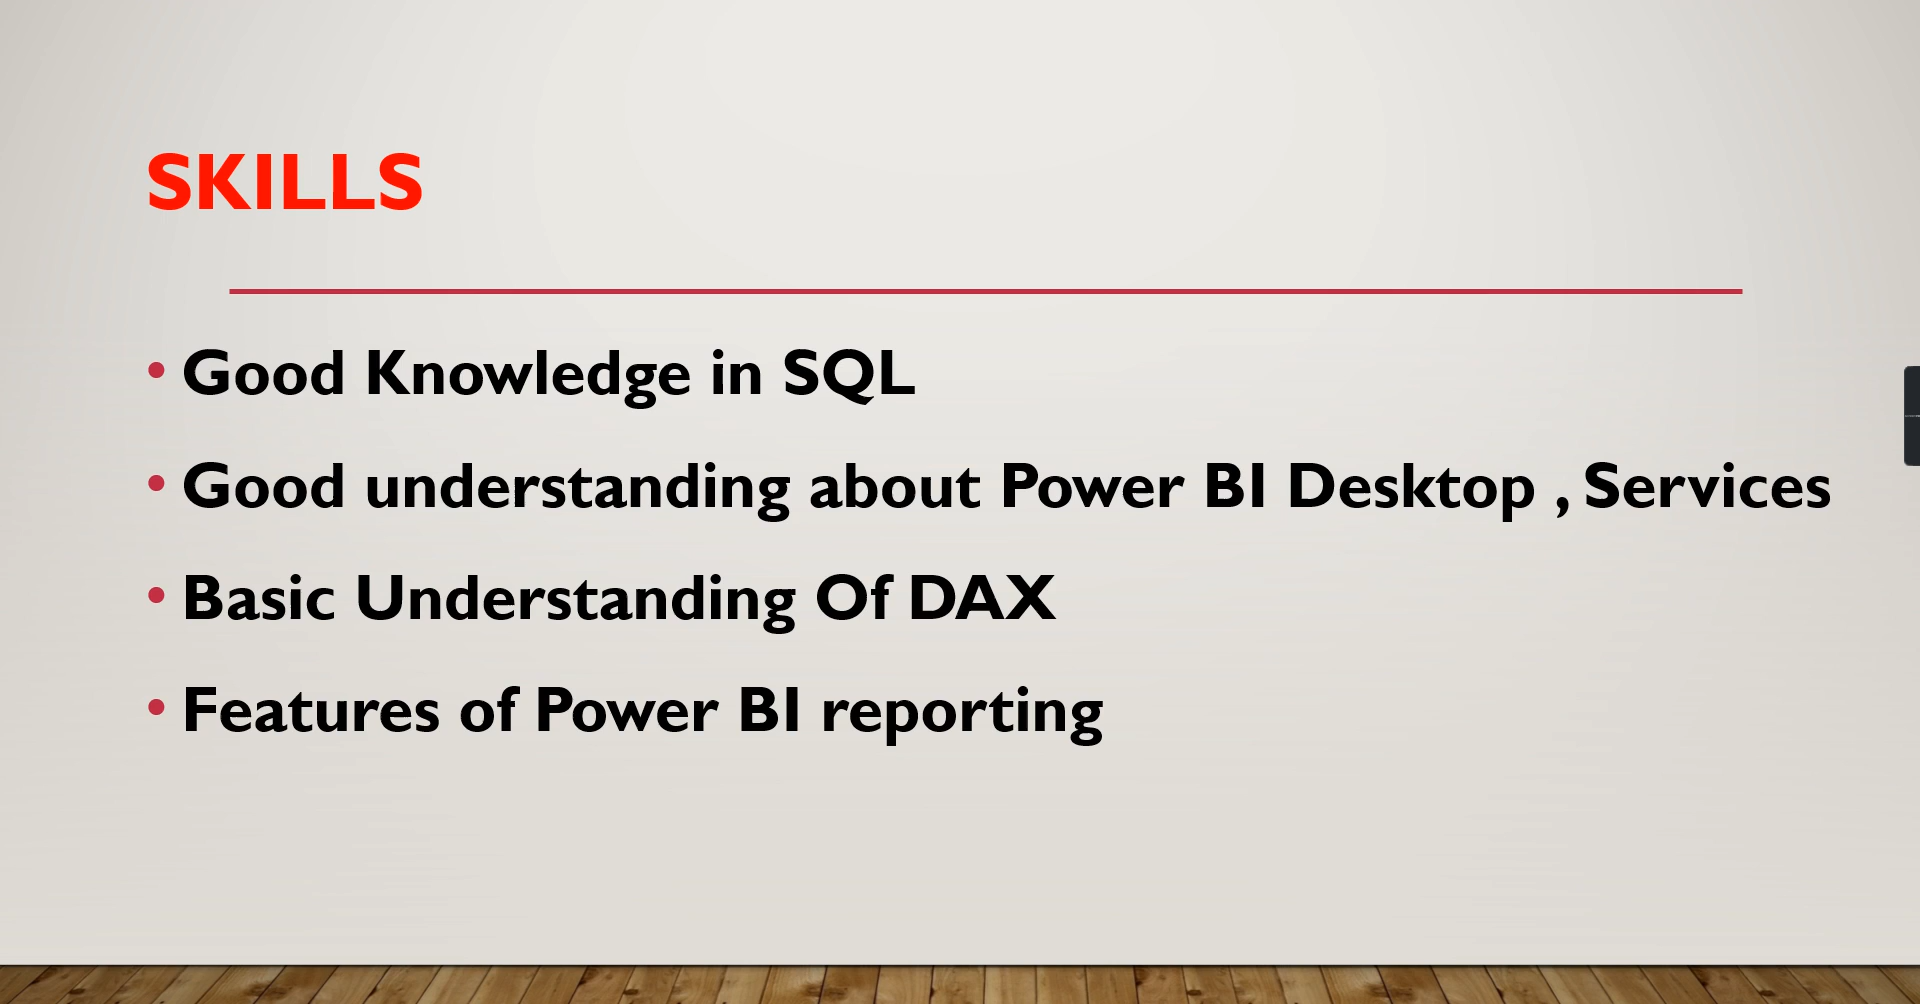 SKILLS
• Good Knowledge in SQL
• Good understanding about Power BI Desktop , Services
• Basic Understanding Of DAX
• Features of Power BI reporting